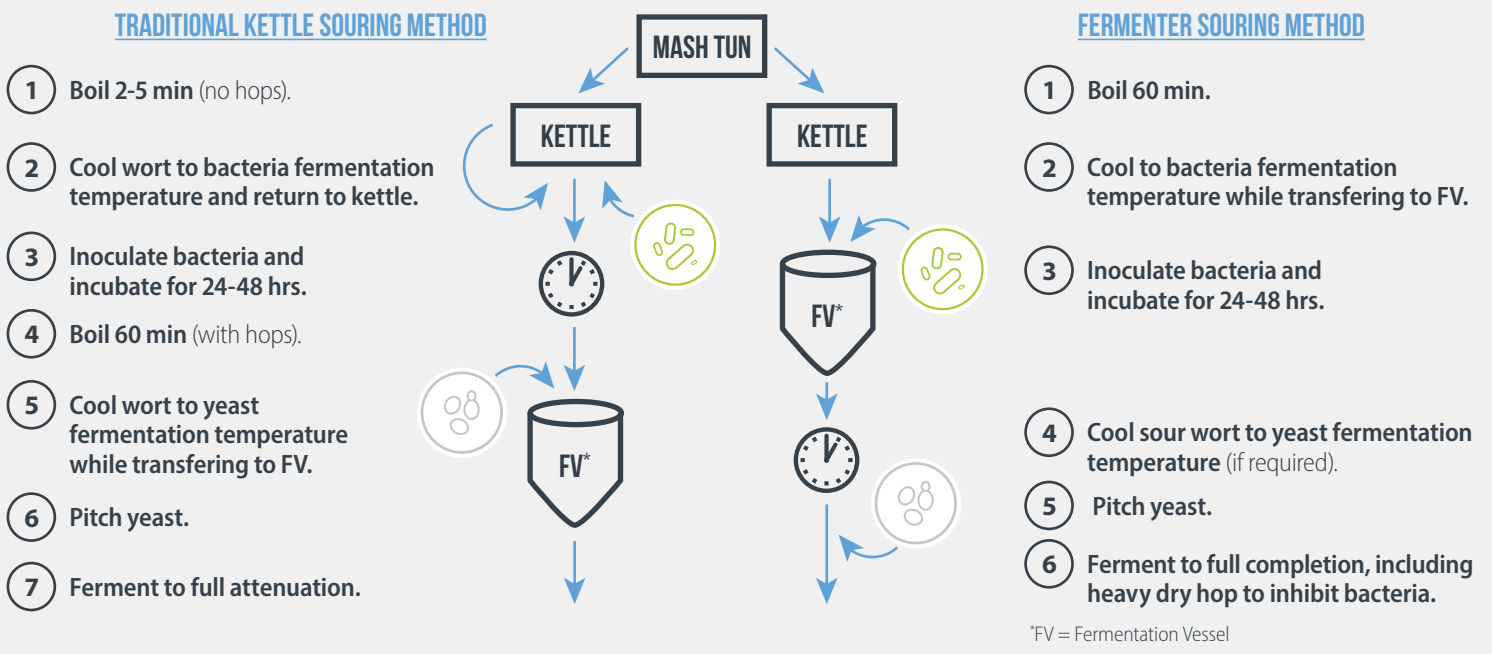 TRADITIONAL KETTLE SOURING METHOD
1 Boil 2-5 min (no hops).
2 Cool wort to bacteria fermentation
temperature and return to kettle.
3 Inoculate bacteria and
incubate for 24-48 hrs.
4 Boil 60 min (with hops).
5 Cool wort to yeast
fermentation temperature
while transfering to FV.
6 Pitch yeast.
7 Ferment to full attenuation.
MASH TUN
KETTLE
KETTLE
FV*
FV*
FERMENTER SOURING METHOD
1 Boil 60 min.
2 Cool to bacteria fermentation
temperature while transfering to FV.
3 Inoculate bacteria and
incubate for 24-48 hrs.
4 Cool sour wort to yeast fermentation
temperature (if required).
5 Pitch yeast.
6 Ferment to full completion, including
heavy dry hop to inhibit bacteria.
*FV = Fermentation Vessel